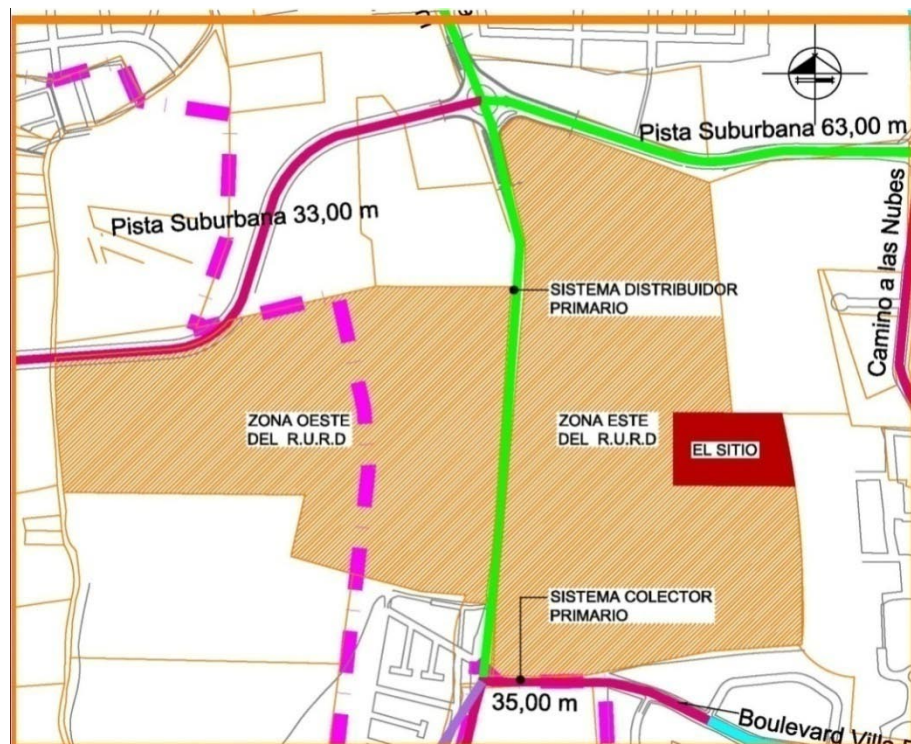 Pista Suburbana 63,00 m
Pista Suburbana 33,00 m
Camino a las Nubes
SISTEMA DISTRIBUIDOR
PRIMARIO
ZONA OESTE
DEL R.U.R.D
ZONA ESTE
DEL R.U.R.D
EL SITIO
SISTEMA COLECTOR
PRIMARIO
35,00 m
Boulevard Villa